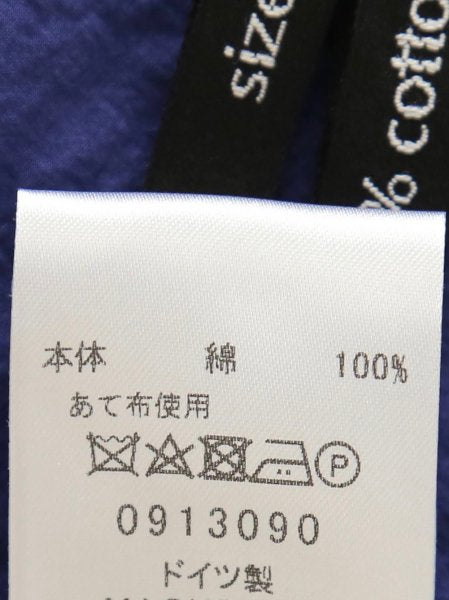 size
% cotto
本体 綿 100%
あて布使用
P
0913090
ドイツ製